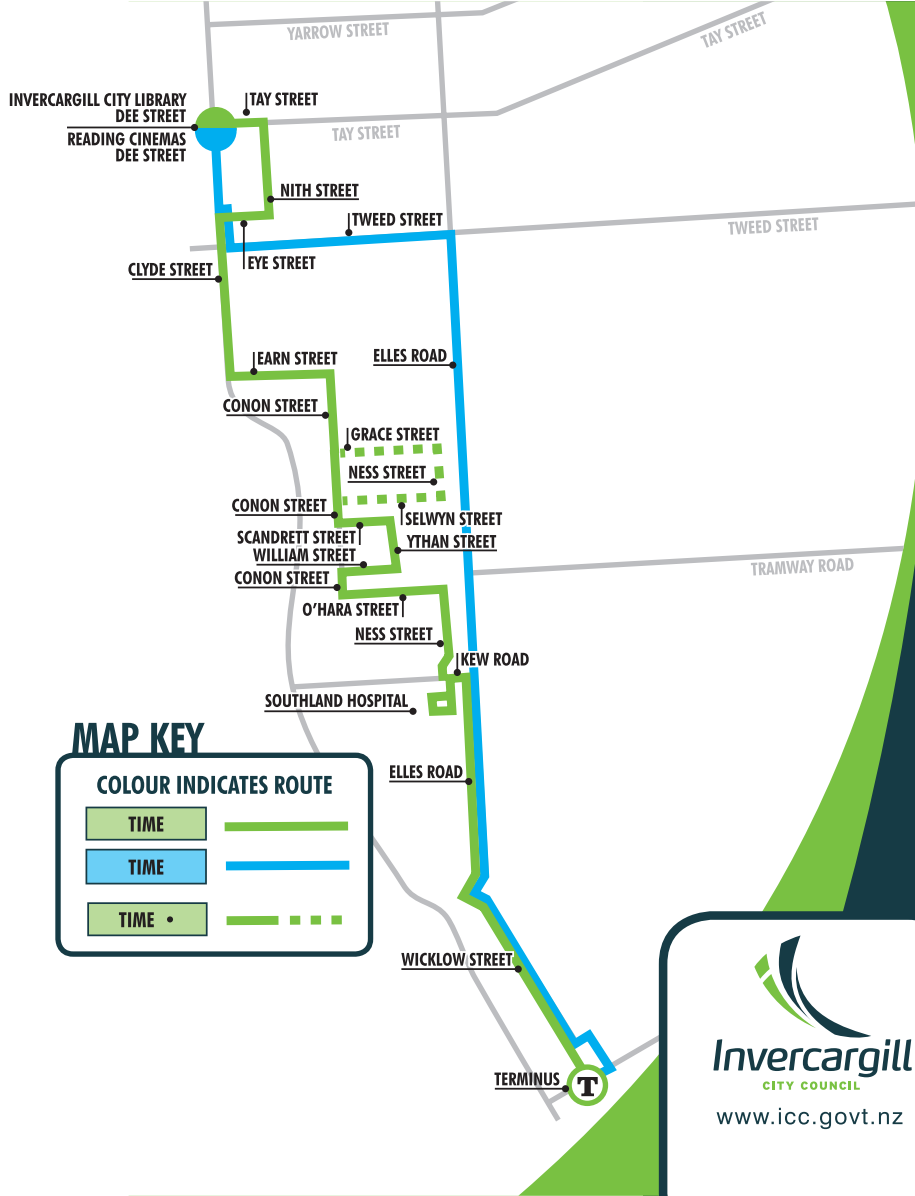 YARROW STREET
TAY STREET
INVERCARGILL CITY LIBRARY
DEE STREET
READING CINEMAS
DEE STREET
TAY STREET
TAY STREET
NITH STREET
TWEED STREET
TWEED STREET
CLYDE STREET
EYE STREET
EARN STREET
ELLES ROAD
CONON STREET
GRACE STREET
NESS STREET
CONON STREET
SELWYN STREET
SCANDRETT STREET
YTHAN STREET
WILLIAM STREET
CONON STREET
TRAMWAY ROAD
O'HARA STREET
NESS STREET
KEW ROAD
SOUTHLAND HOSPITAL
MAP KEY
COLOUR INDICATES ROUTE
TIME
TIME
TIME •
ELLES ROAD
WICKLOW STREET
TERMINUS
T
Invercargill
CITY COUNCIL
www.icc.govt.nz